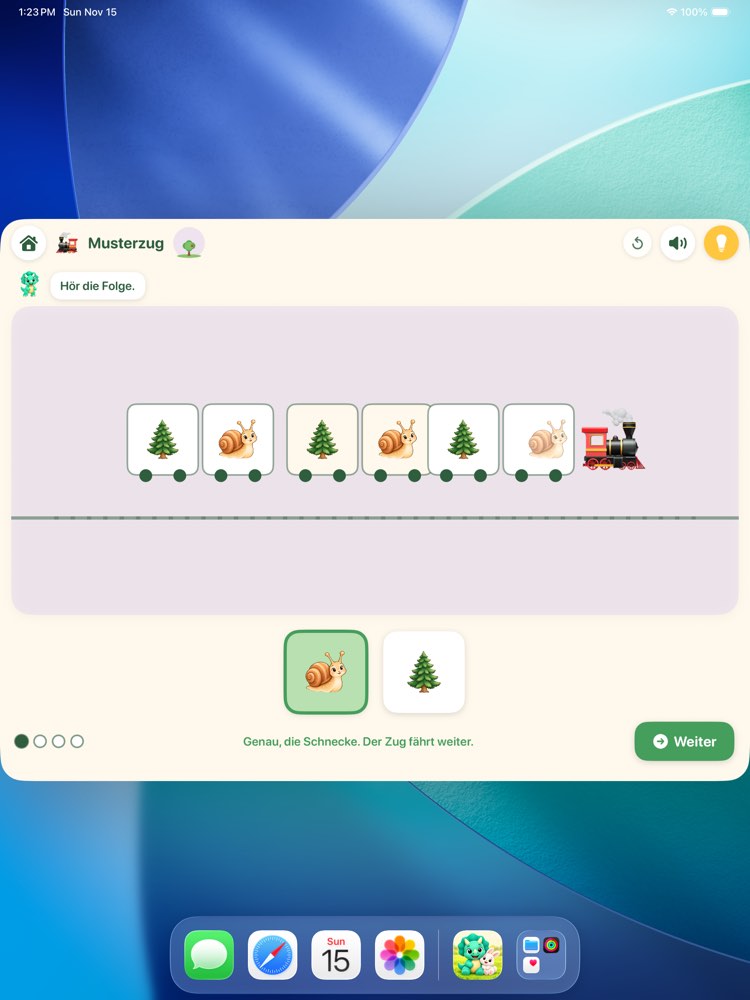 1:23 PM Sun Nov 15
100%
Musterzug
Hör die Folge.
Genau, die Schnecke. Der Zug fährt weiter.
Weiter
Sun
15